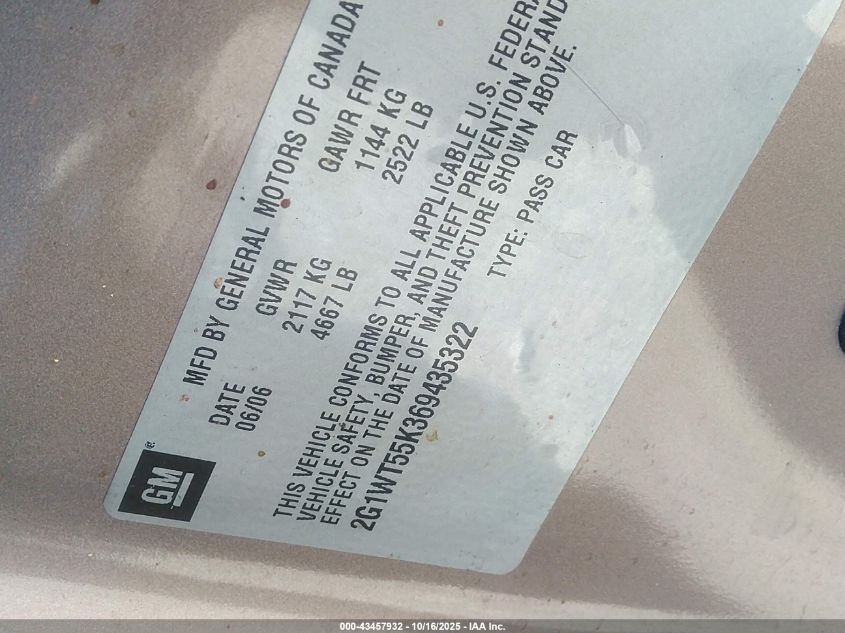 MFD BY GENERAL MOTORS OF CANADA
DATE GVWR GAWR FRT
06/06 2117 KG 1144 KG
4667 LB 2522 LB
THIS VEHICLE CONFORMS TO ALL APPLICABLE U.S.
VEHICLE SAFETY, BUMPER, AND THEFT PREVENTION
EFFECT ON THE DATE OF MANUFACTURE SHOWN ABOVE.
2G1WT55K369435322 TYPE: PASS CAR
GM®
000-43457932 - 10/16/2025 - IAA Inc.